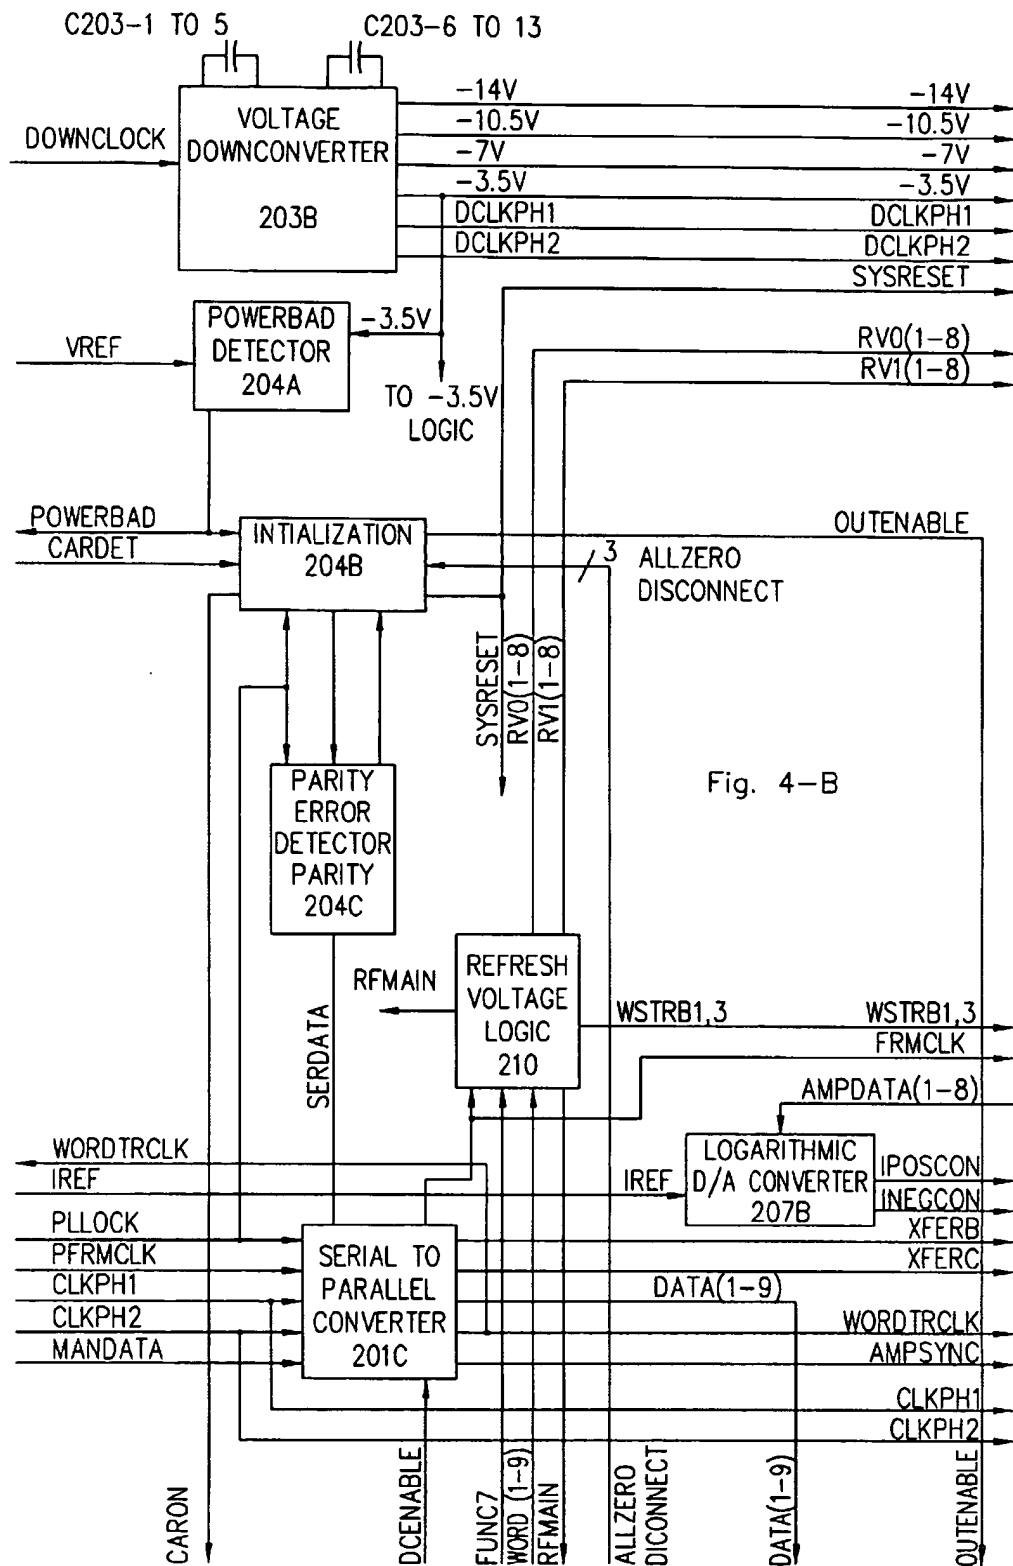 C203-1 TO 5
C203-6 TO 13
VOLTAGE
DOWNCONVERTER
203B
DOWNCLOCK
-14V
-14V
-10.5V
-10.5V
-7V
-7V
-3.5V
-3.5V
DCLKPH1
DCLKPH1
DCLKPH2
DCLKPH2
SYSRESET
POWERBAD
DETECTOR
204A
-3.5V
VREF
RV0(1-8)
RV1(1-8)
TO -3.5V
LOGIC
POWERBAD
CARDET
INTIALIZATION
204B
OUTENABLE
3
ALLZERO
DISCONNECT
SYSRESET
RV0(1-8)
RV1(1-8)
PARITY
ERROR
DETECTOR
PARITY
204C
Fig. 4-B
SERDATA
RFMAIN
REFRESH
VOLTAGE
LOGIC
210
WSTRB1,3
WSTRB1,3
FRMCLK
AMPDATA(1-8)
WORDTRCLK
IREF
IREF
LOGARITHMIC
D/A CONVERTER
207B
IPOSCON
INEGCON
PLLOCK
PFRMCLK
CLKPH1
CLKPH2
MANDATA
SERIAL TO
PARALLEL
CONVERTER
201C
XFERB
XFERC
DATA(1-9)
WORDTRCLK
AMPSYNC
CLKPH1
CLKPH2
CARON
DCENABLE
FUNC7
WORD (1-9)
RFMAIN
ALLZERO
DICONNECT
DATA(1-9)
OUTENABLE